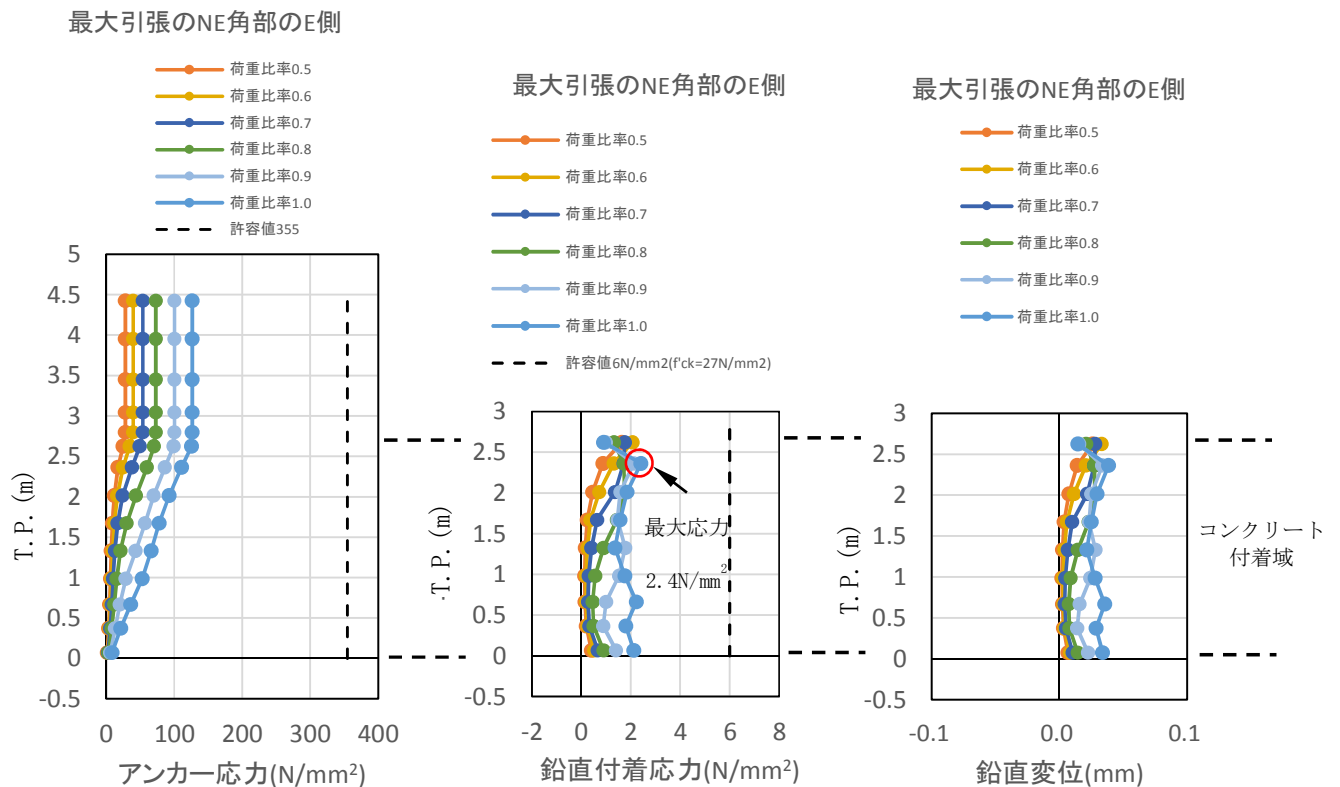 最大引張のNE角部のE側
荷重比率0.5
荷重比率0.6
荷重比率0.7
荷重比率0.8
荷重比率0.9
荷重比率1.0
許容値355
5
4.5
4
3.5
3
2.5
2
1.5
1
0.5
0
-0.5
0
100
200
300
400
T.P.(m)
アンカー応力(N/mm²)
最大引張のNE角部のE側
荷重比率0.5
荷重比率0.6
荷重比率0.7
荷重比率0.8
荷重比率0.9
荷重比率1.0
許容値6N/mm2(f'ck=27N/mm2)
3
2.5
2
1.5
1
0.5
0
-0.5
-2
0
2
4
6
8
T.P.(m)
最大応力
2.4N/mm²
鉛直付着応力(N/mm²)
最大引張のNE角部のE側
荷重比率0.5
荷重比率0.6
荷重比率0.7
荷重比率0.8
荷重比率0.9
荷重比率1.0
3
2.5
2
1.5
1
0.5
0
-0.5
-0.1
0.0
0.1
T.P.(m)
鉛直変位(mm)
コンクリート
付着域